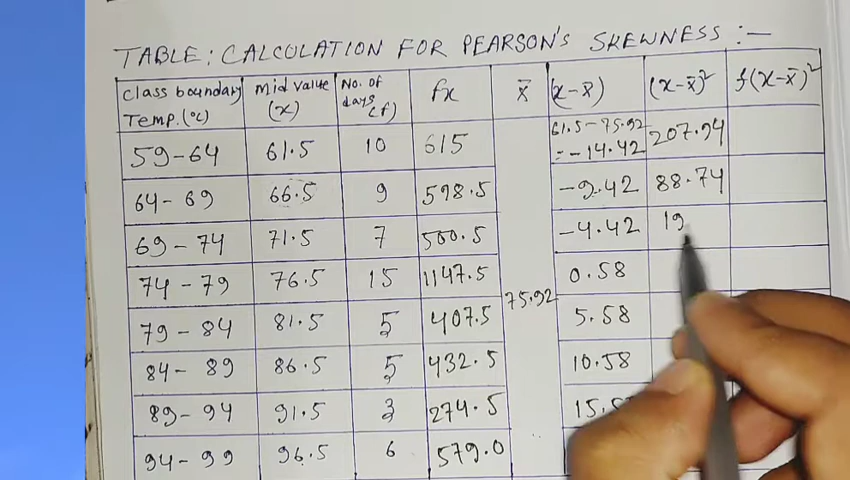 TABLE: CALCULATION FOR PEARSON'S SKEWNESS :—
Class boundary Temp.(°C) | Mid value (x) | No. of days (f) | fx | x̄ | (x-x̄) | (x-x̄)² | f(x-x̄)²
59-64 | 61.5 | 10 | 615 | 61.5-75.92 = -14.42 | 207.94
64-69 | 66.5 | 9 | 598.5 | -9.42 | 88.74
69-74 | 71.5 | 7 | 500.5 | -4.42 | 19
74-79 | 76.5 | 15 | 1147.5 | 75.92 | 0.58
79-84 | 81.5 | 5 | 407.5 | 5.58
84-89 | 86.5 | 5 | 432.5 | 10.58
89-94 | 91.5 | 3 | 274.5
94-99 | 96.5 | 6 | 579.0